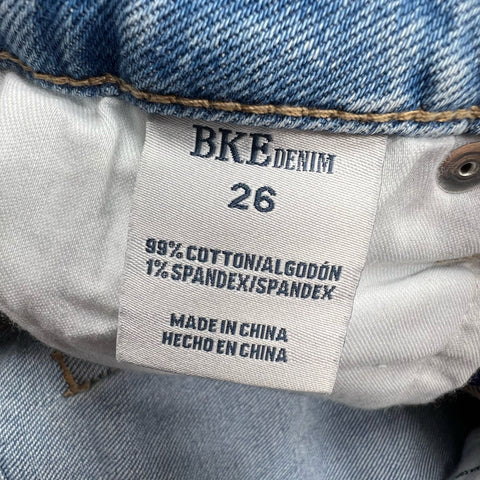 BKE DENIM
26
99% COTTON/ALGODÓN
1% SPANDEX/SPANDEX
MADE IN CHINA
HECHO EN CHINA